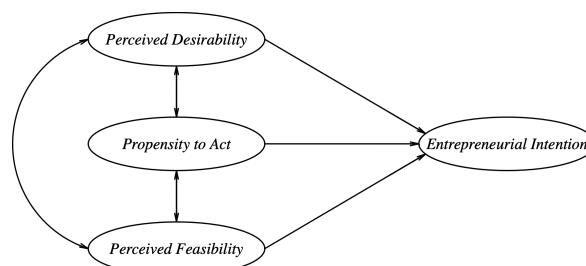 Perceived Desirability
Propensity to Act
Entrepreneurial Intention
Perceived Feasibility